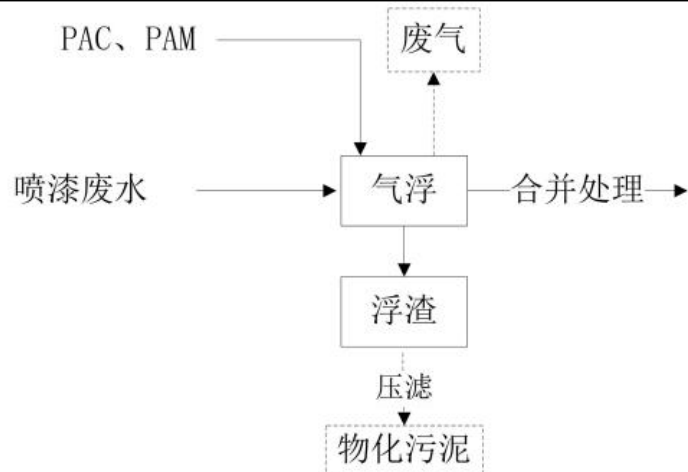 PAC、PAM
废气
喷漆废水
气浮
合并处理
浮渣
压滤
物化污泥